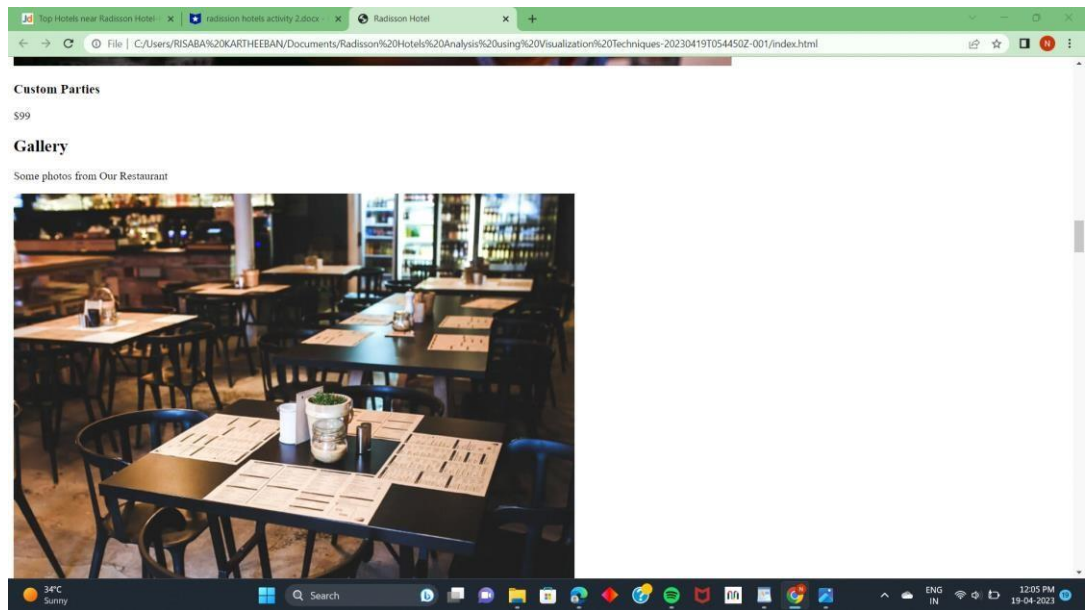 Jd Top Hotels near Radisson Hotel
radission hotels activity 2.docx
Radisson Hotel
File | C:/Users/RISABA%20KARTHEEBAN/Documents/Radisson%20Hotels%20Analysis%20using%20Visualization%20Techniques-20230419T054450Z-001/index.html
N
Custom Parties
$99
Gallery
Some photos from Our Restaurant
34°C
Sunny
Search
ENG
IN
12:05 PM
19-04-2023